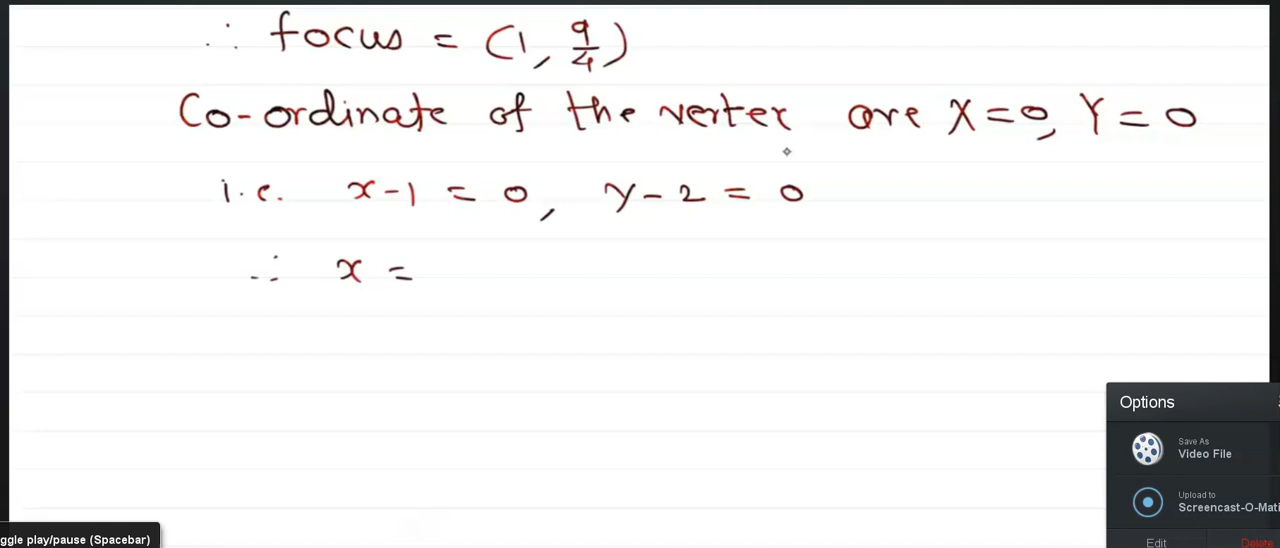 ∴ focus = (1, 9/4)
Co-ordinate of the vertex are X=0, Y=0
i.e. x-1 = 0, y-2 = 0
∴ x =
Options
Save As
Video File
Upload to
Screencast-O-Mati
Edit
Delete
ggle play/pause (Spacebar)